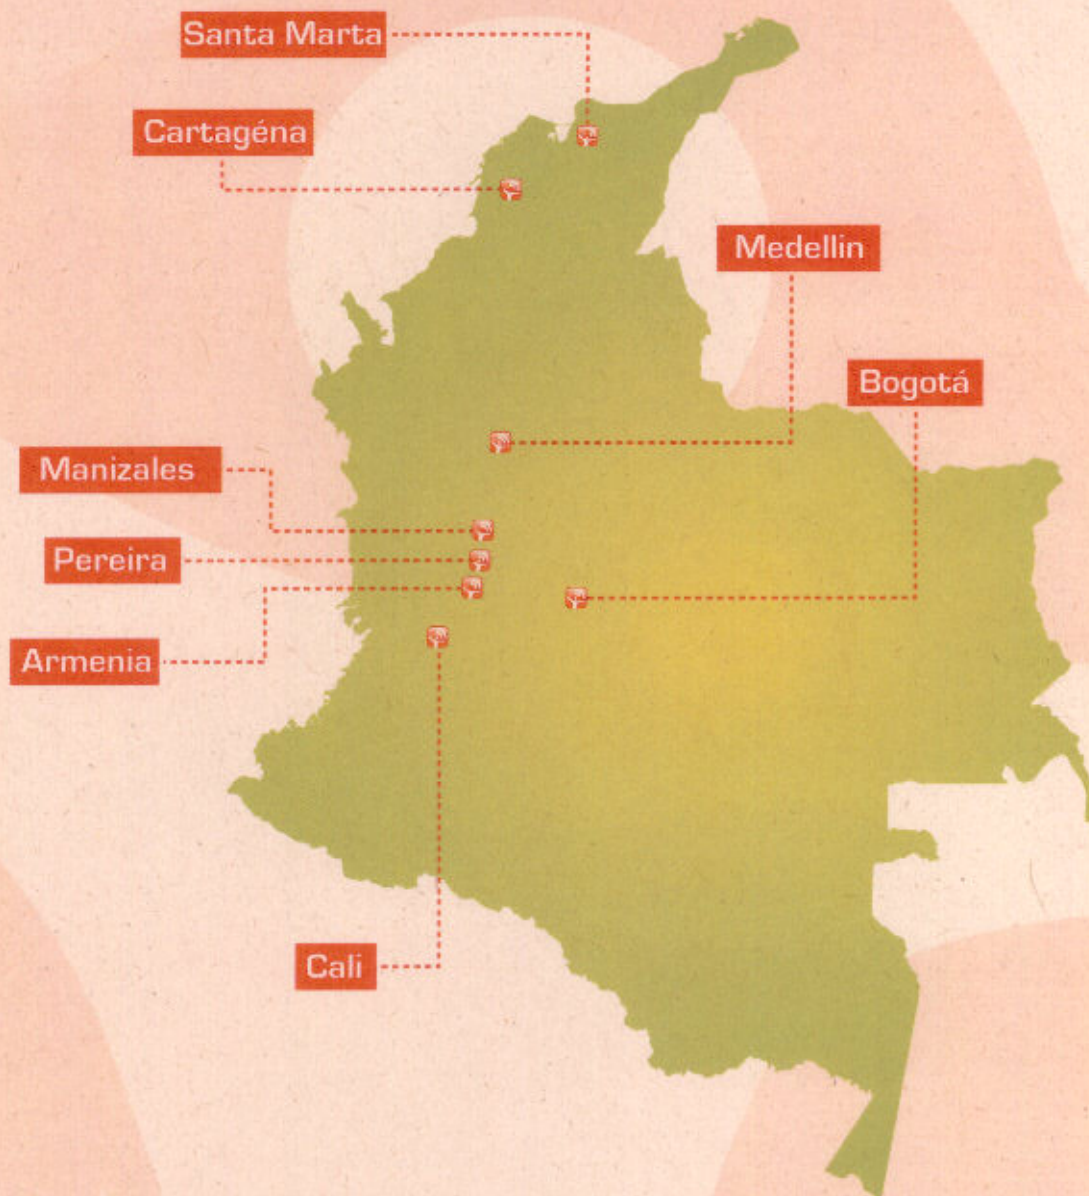 Santa Marta
Cartagéna
Medellin
Bogotá
Manizales
Pereira
Armenia
Cali